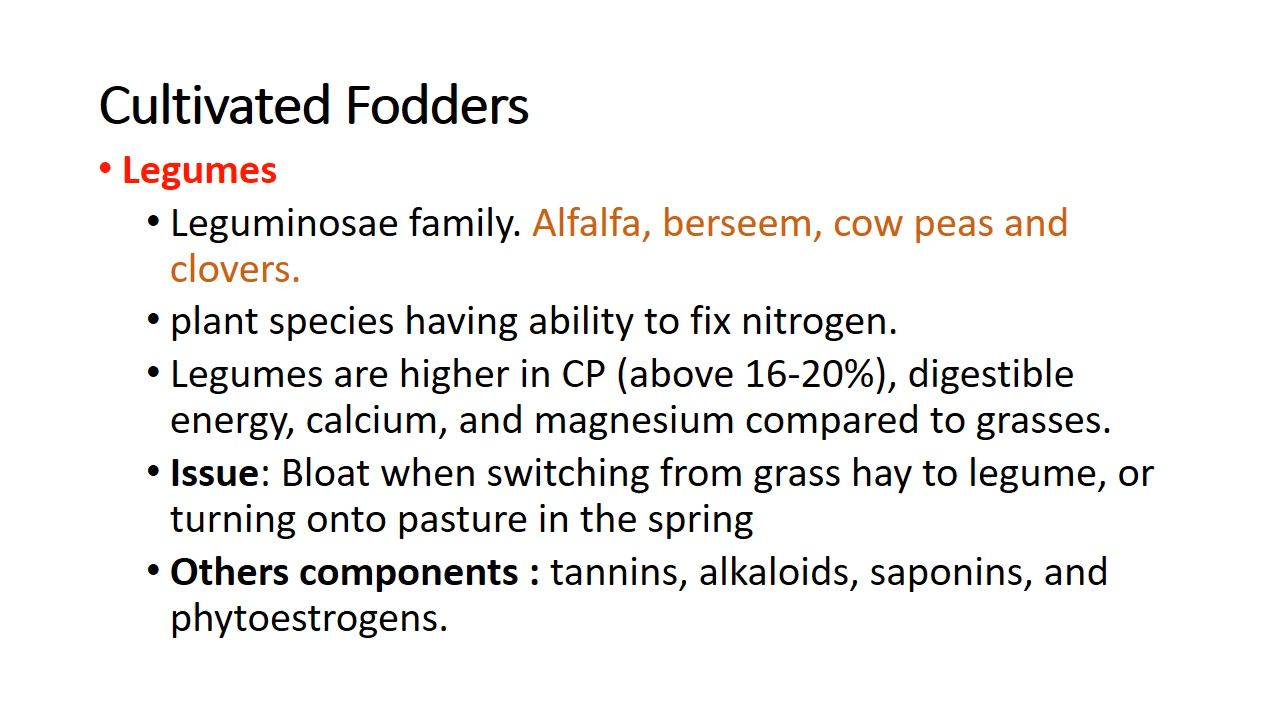 Cultivated Fodders
• Legumes
• Leguminosae family. Alfalfa, berseem, cow peas and
clovers.
• plant species having ability to fix nitrogen.
• Legumes are higher in CP (above 16-20%), digestible
energy, calcium, and magnesium compared to grasses.
• Issue: Bloat when switching from grass hay to legume, or
turning onto pasture in the spring
• Others components : tannins, alkaloids, saponins, and
phytoestrogens.